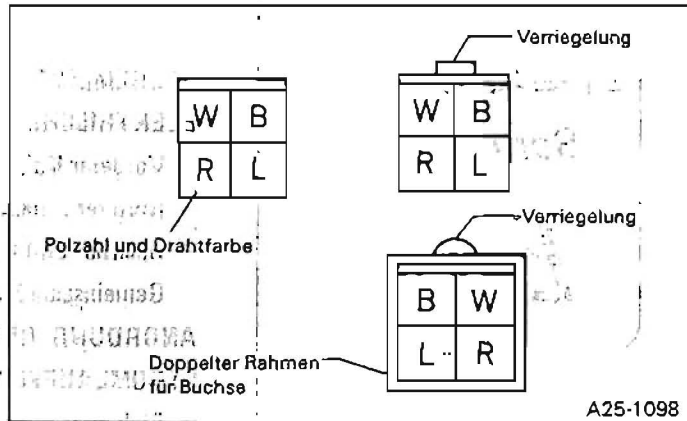 Verriegelung
W B
R L
W B
R L
Polzahl und Drahtfarbe
Verriegelung
B W
L R
Doppelter Rahmen
für Buchse
A25-1098